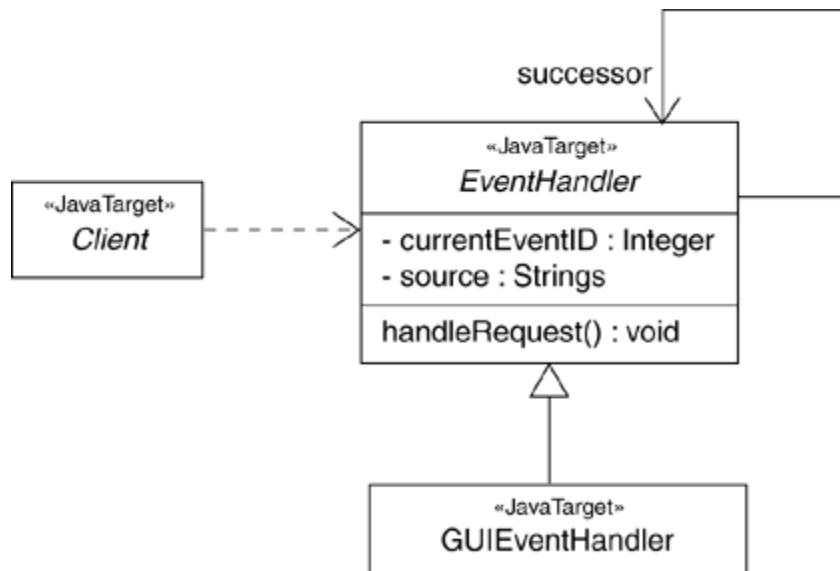 successor
«JavaTarget»
EventHandler
- currentEventID : Integer
- source : Strings
handleRequest() : void
«JavaTarget»
Client
«JavaTarget»
GUIEventHandler